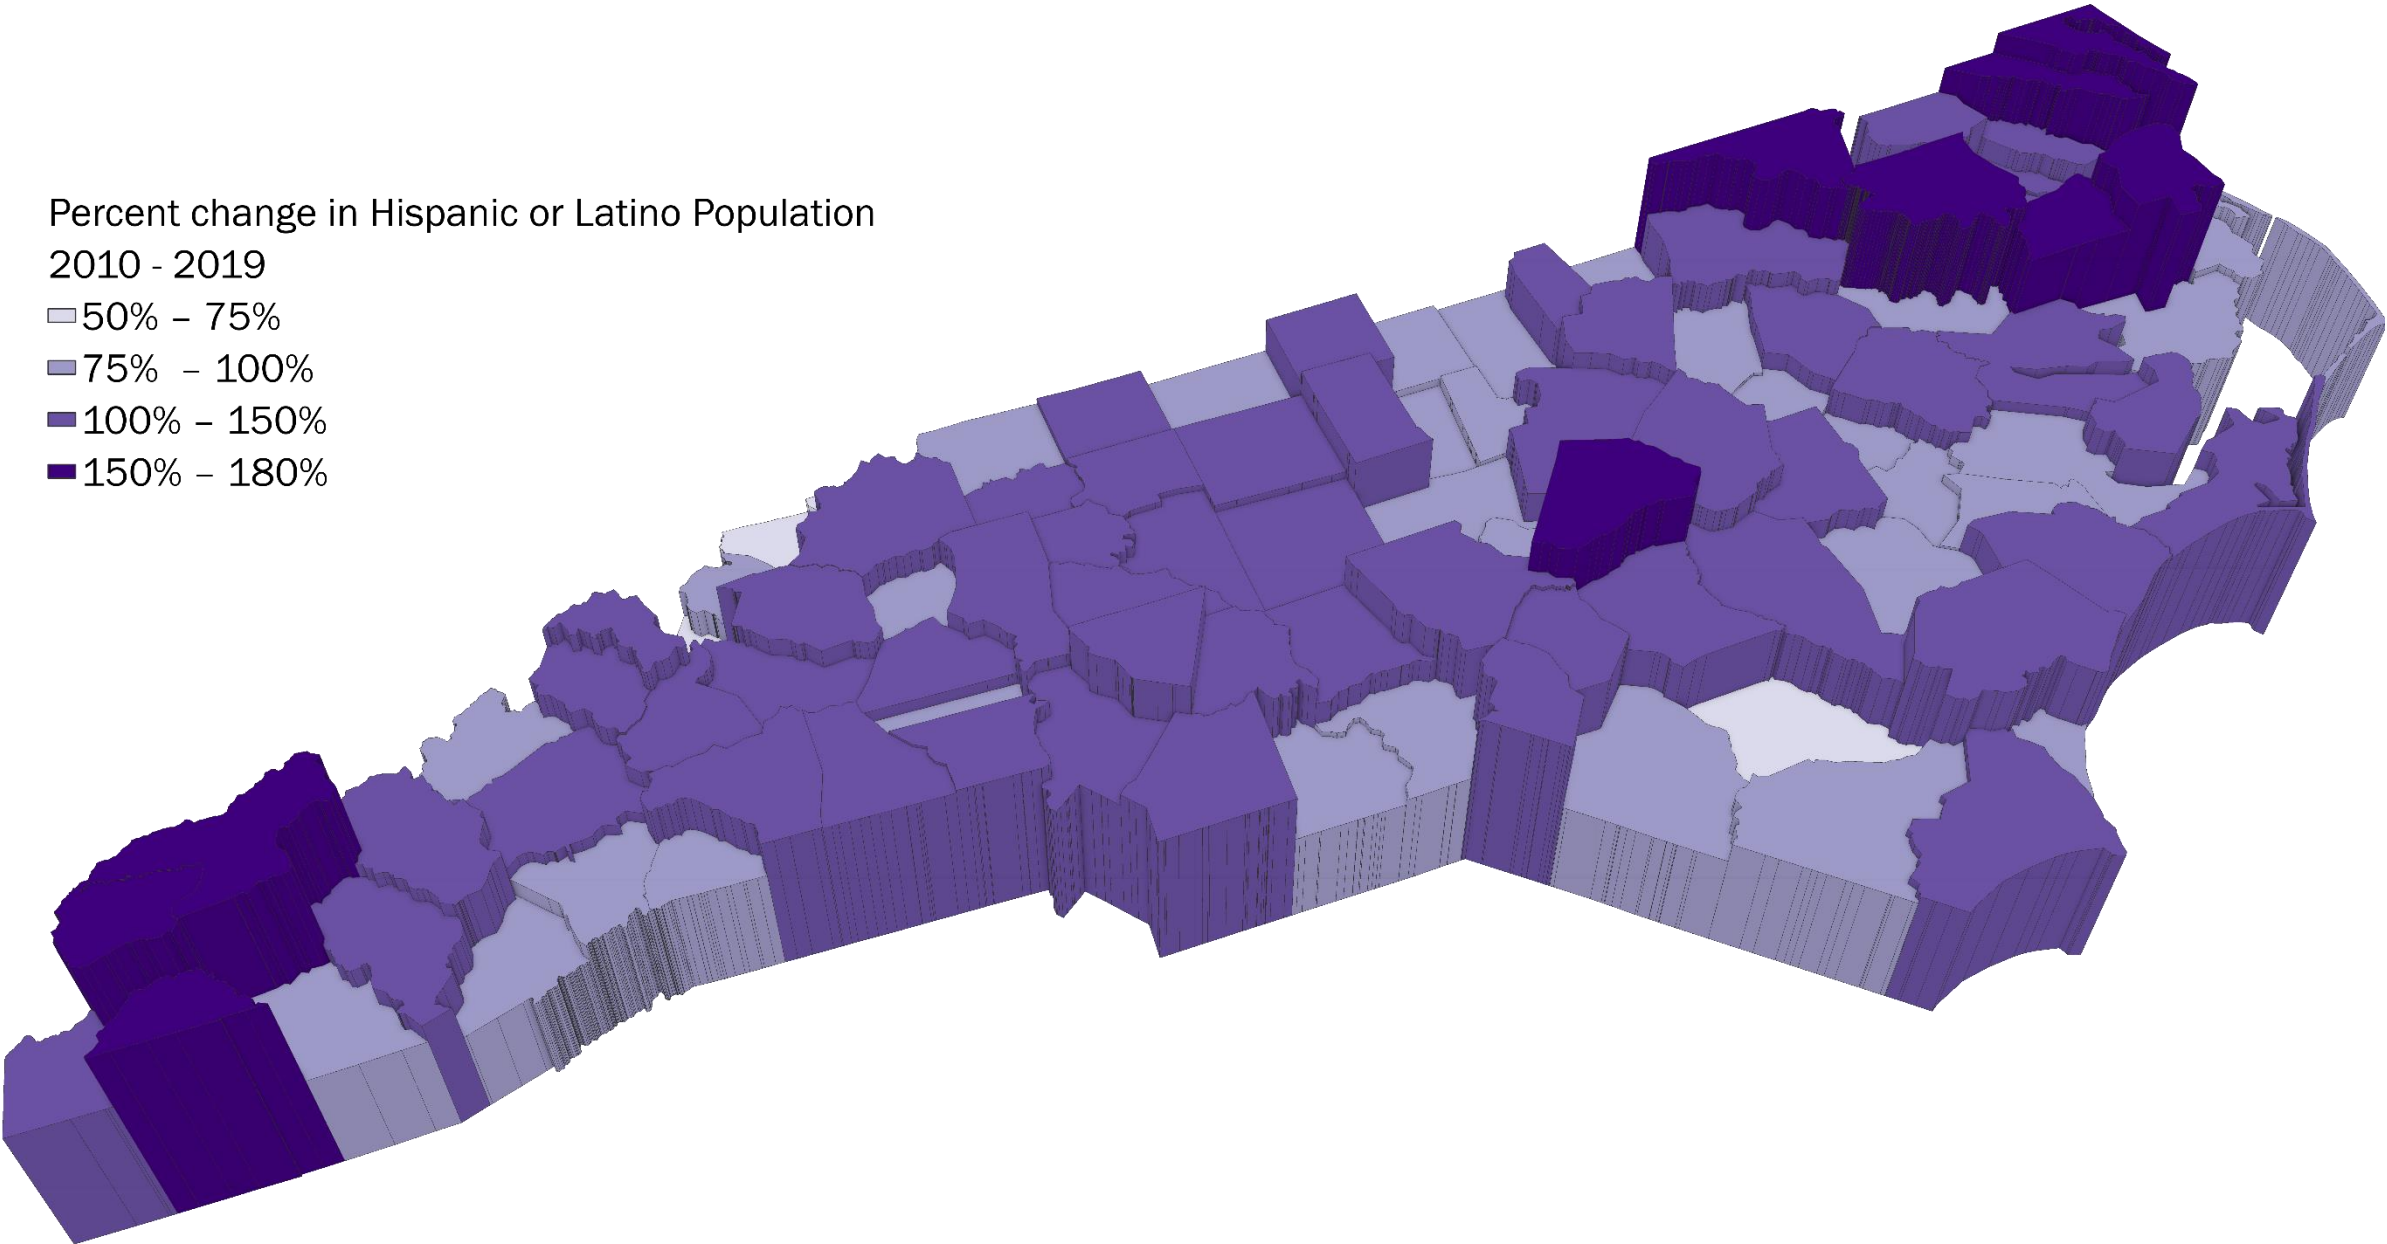 Percent change in Hispanic or Latino Population
2010 - 2019
50% – 75%
75% – 100%
100% – 150%
150% – 180%